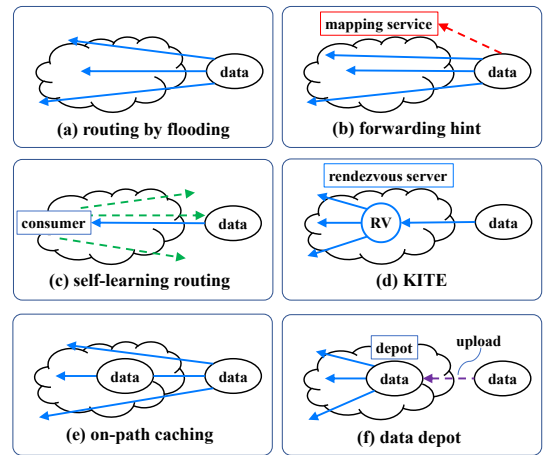 data
(a) routing by flooding
mapping service
data
(b) forwarding hint
consumer
data
(c) self-learning routing
rendezvous server
RV
data
(d) KITE
data
data
(e) on-path caching
depot
upload
data
data
(f) data depot